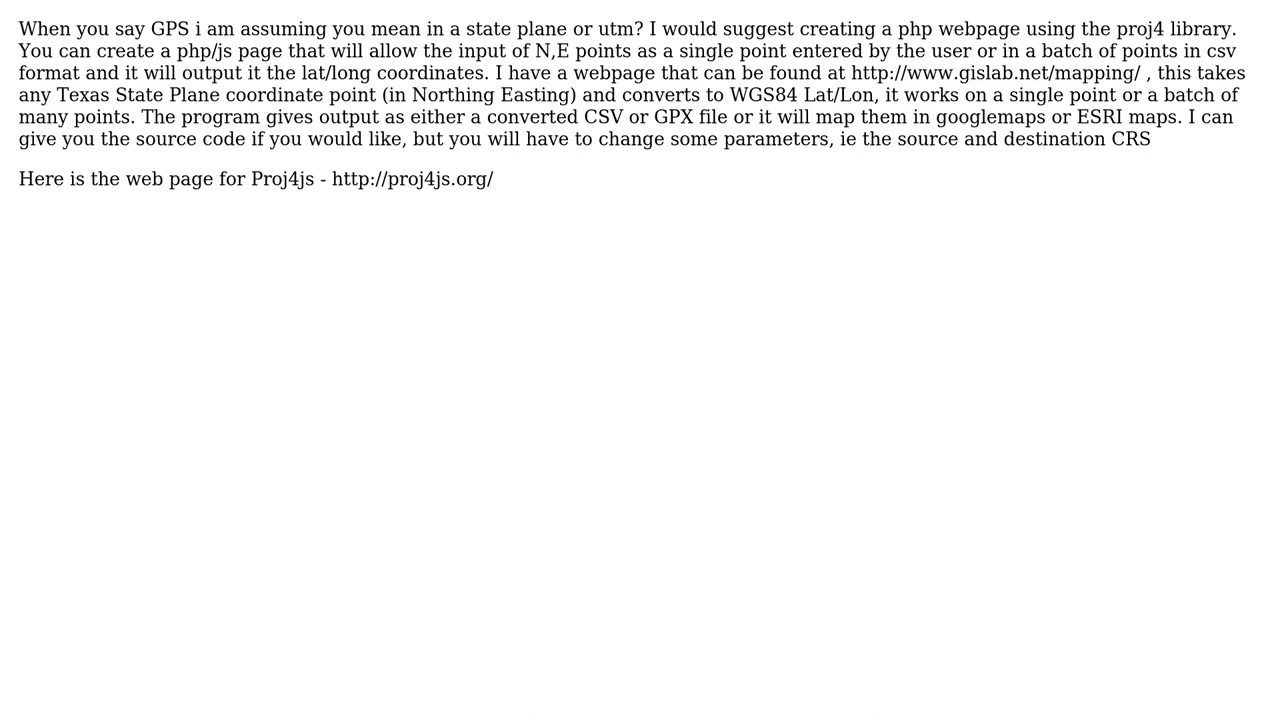 When you say GPS i am assuming you mean in a state plane or utm? I would suggest creating a php webpage using the proj4 library.
You can create a php/js page that will allow the input of N,E points as a single point entered by the user or in a batch of points in csv
format and it will output it the lat/long coordinates. I have a webpage that can be found at http://www.gislab.net/mapping/ , this takes
any Texas State Plane coordinate point (in Northing Easting) and converts to WGS84 Lat/Lon, it works on a single point or a batch of
many points. The program gives output as either a converted CSV or GPX file or it will map them in googlemaps or ESRI maps. I can
give you the source code if you would like, but you will have to change some parameters, ie the source and destination CRS
Here is the web page for Proj4js - http://proj4js.org/